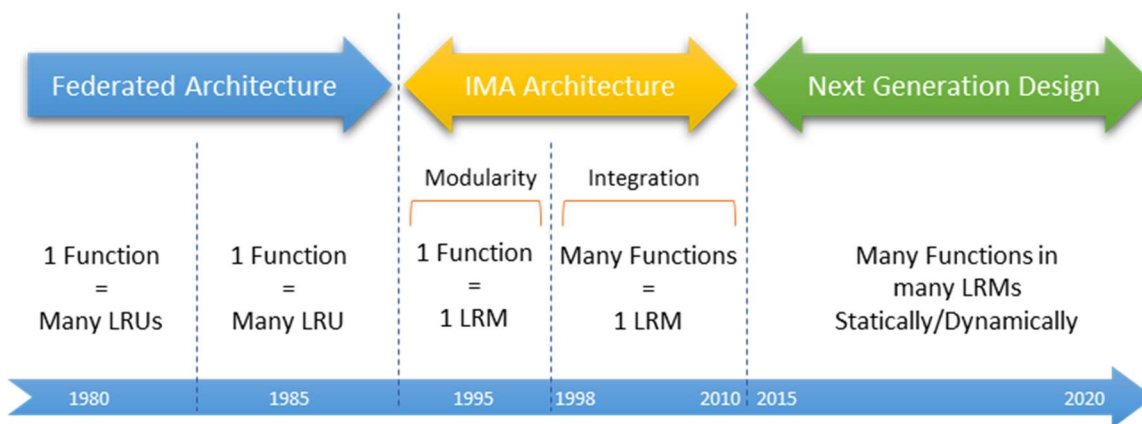 Federated Architecture
IMA Architecture
Next Generation Design
Modularity
Integration
1 Function
=
Many LRUs
1 Function
=
Many LRU
1 Function
=
1 LRM
Many Functions
=
1 LRM
Many Functions in
many LRMs
Statically/Dynamically
1980
1985
1995
1998
2010
2015
2020